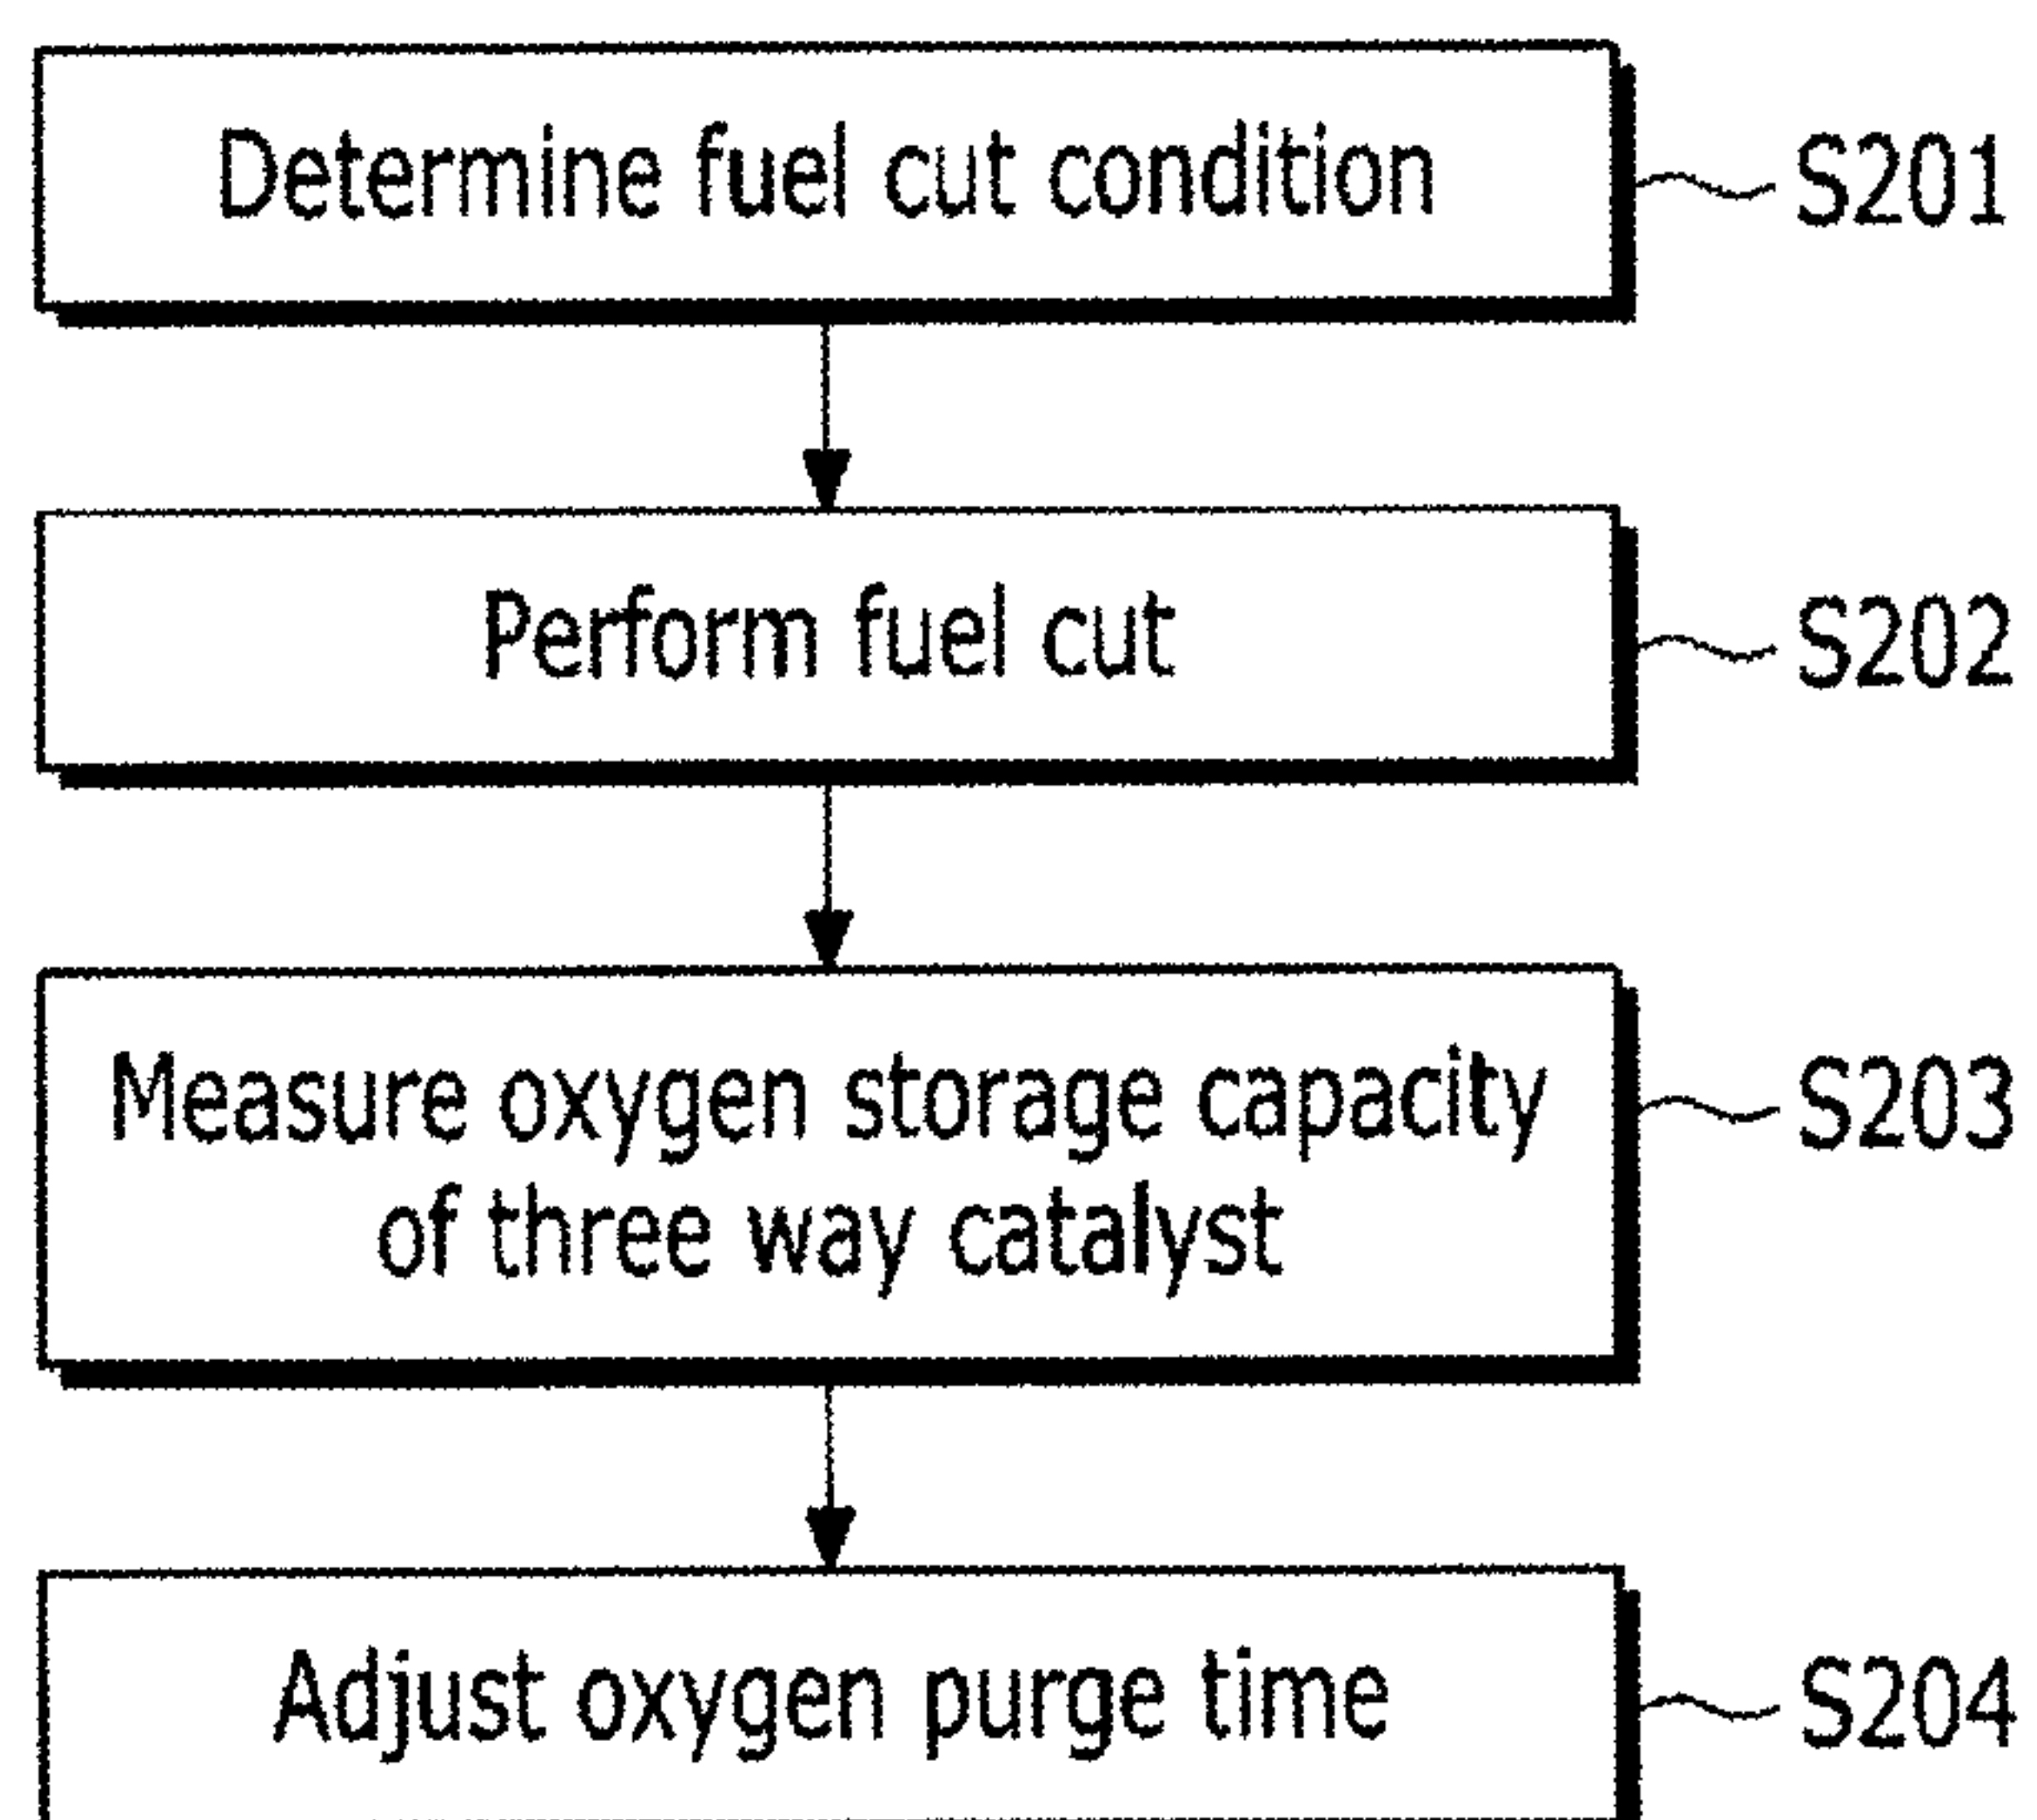 Determine fuel cut condition
S201
Perform fuel cut
S202
Measure oxygen storage capacity
of three way catalyst
S203
Adjust oxygen purge time
S204